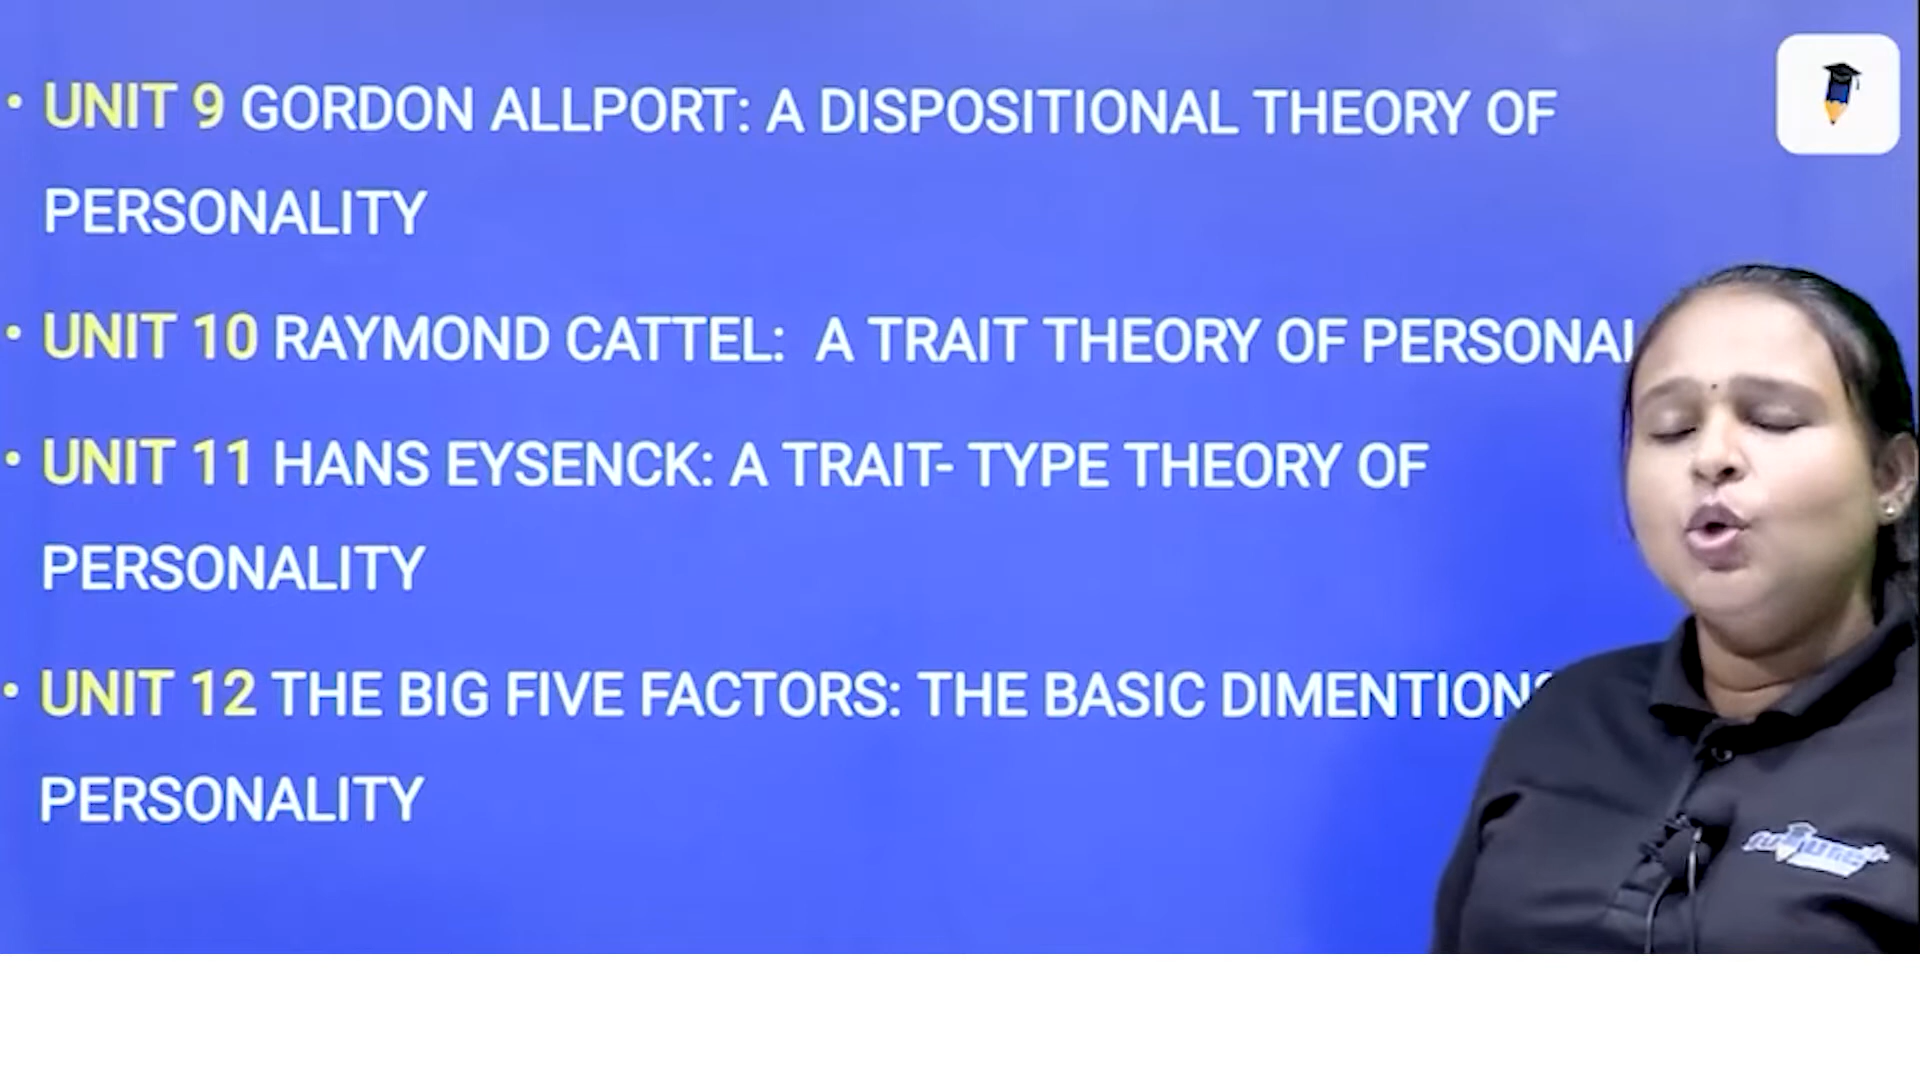 • UNIT 9 GORDON ALLPORT: A DISPOSITIONAL THEORY OF
PERSONALITY
• UNIT 10 RAYMOND CATTEL: A TRAIT THEORY OF
• UNIT 11 HANS EYSENCK: A TRAIT- TYPE THEORY OF
PERSONALITY
• UNIT 12 THE BIG FIVE FACTORS: THE BASIC
PERSONALITY